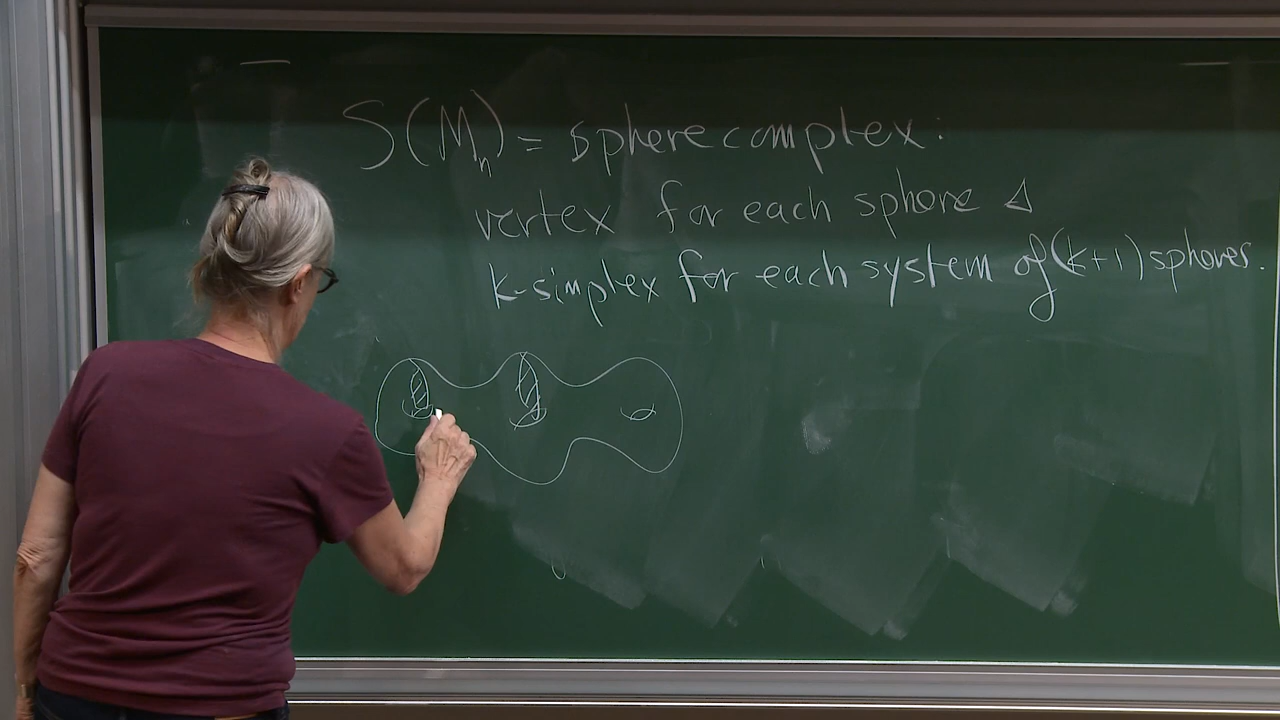 S(Mₙ) = sphere complex:
vertex for each sphere ◁
k-simplex for each system of (k+1) spheres.